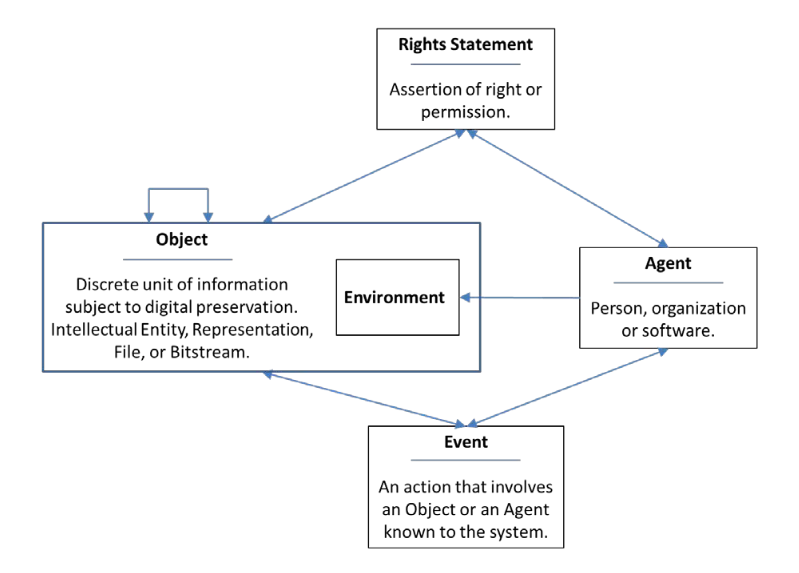 Rights Statement
Assertion of right or
permission.
Object
Discrete unit of information
subject to digital preservation.
Intellectual Entity, Representation,
File, or Bitstream.
Environment
Agent
Person, organization
or software.
Event
An action that involves
an Object or an Agent
known to the system.